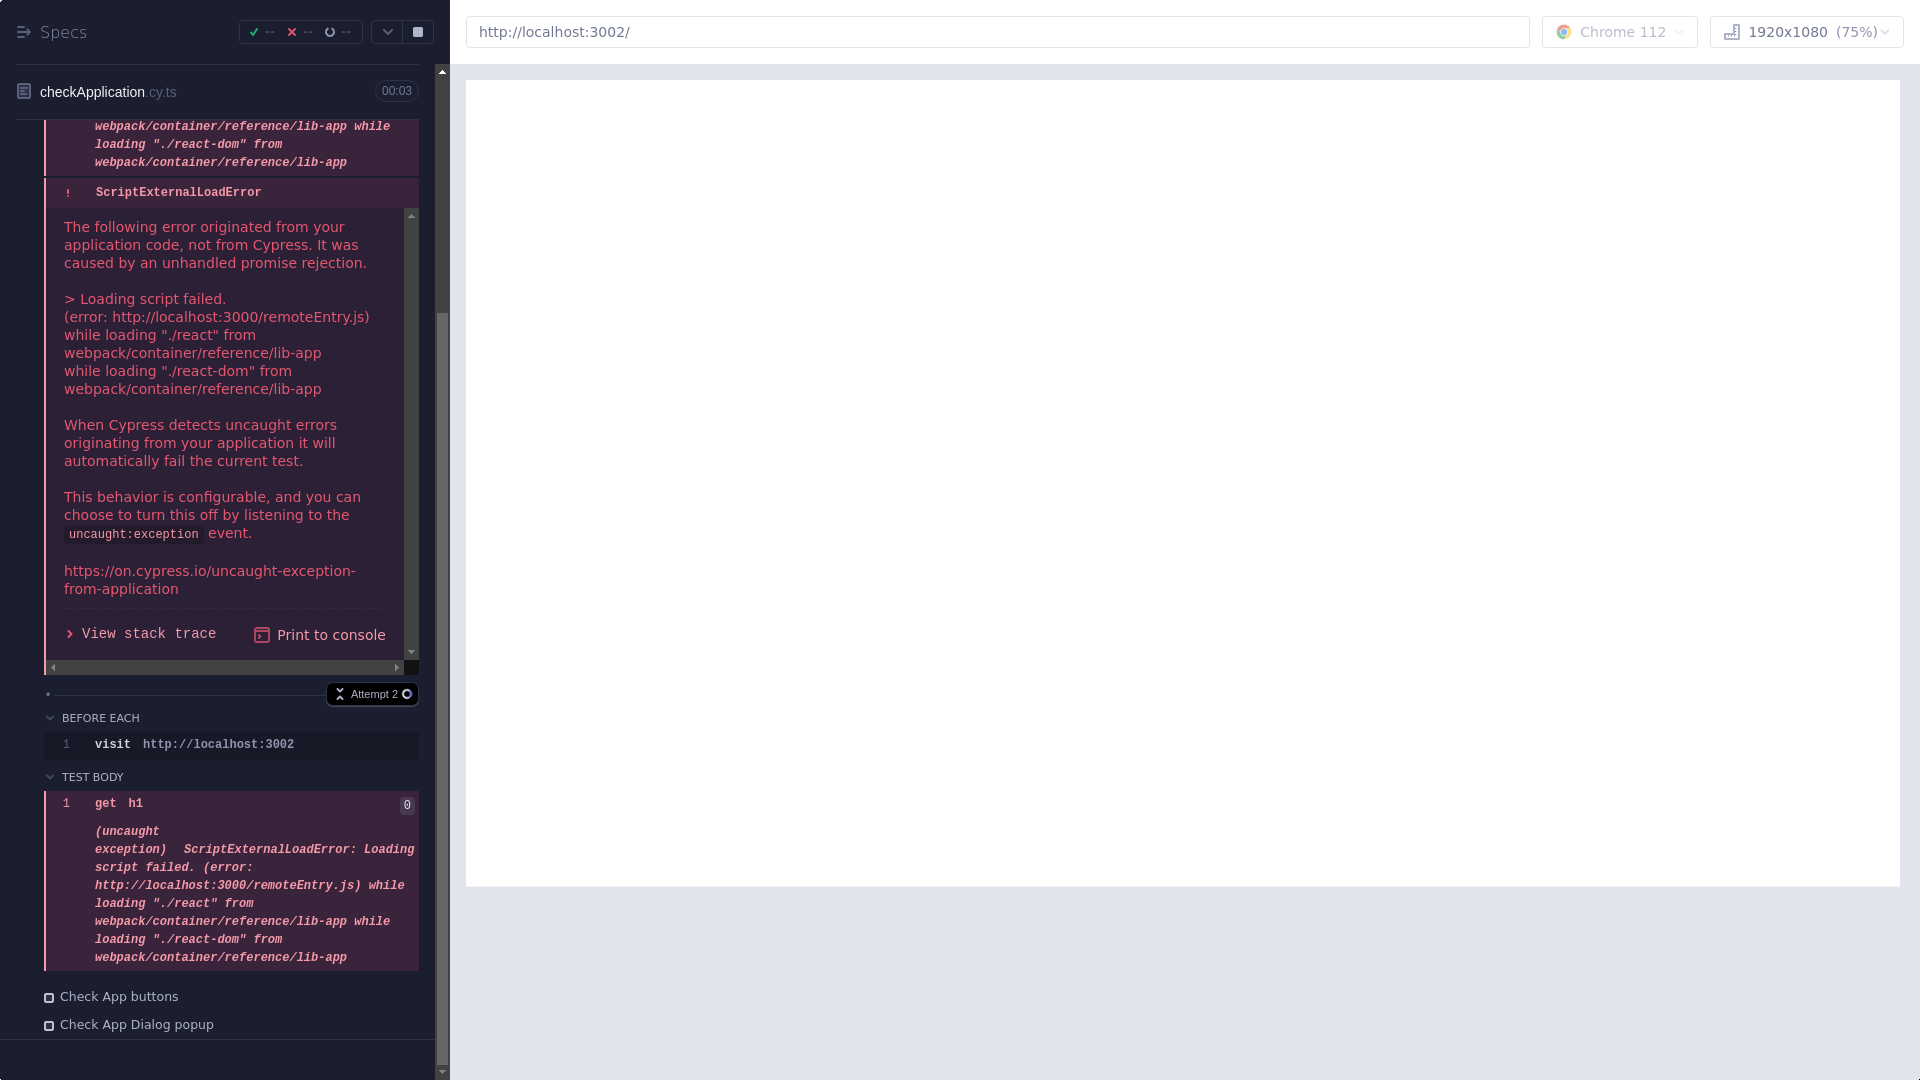 Specs
-- -- --
checkApplication.cy.ts
00:03
webpack/container/reference/lib-app while
loading "./react-dom" from
webpack/container/reference/lib-app
! ScriptExternalLoadError
The following error originated from your
application code, not from Cypress. It was
caused by an unhandled promise rejection.
> Loading script failed.
(error: http://localhost:3000/remoteEntry.js)
while loading "./react" from
webpack/container/reference/lib-app
while loading "./react-dom" from
webpack/container/reference/lib-app
When Cypress detects uncaught errors
originating from your application it will
automatically fail the current test.
This behavior is configurable, and you can
choose to turn this off by listening to the
uncaught:exception event.
https://on.cypress.io/uncaught-exception-
from-application
View stack trace
Print to console
Attempt 2
BEFORE EACH
1 visit http://localhost:3002
TEST BODY
1 get h1 0
(uncaught
exception) ScriptExternalLoadError: Loading
script failed. (error:
http://localhost:3000/remoteEntry.js) while
loading "./react" from
webpack/container/reference/lib-app while
loading "./react-dom" from
webpack/container/reference/lib-app
Check App buttons
Check App Dialog popup
http://localhost:3002/
Chrome 112
1920x1080 (75%)